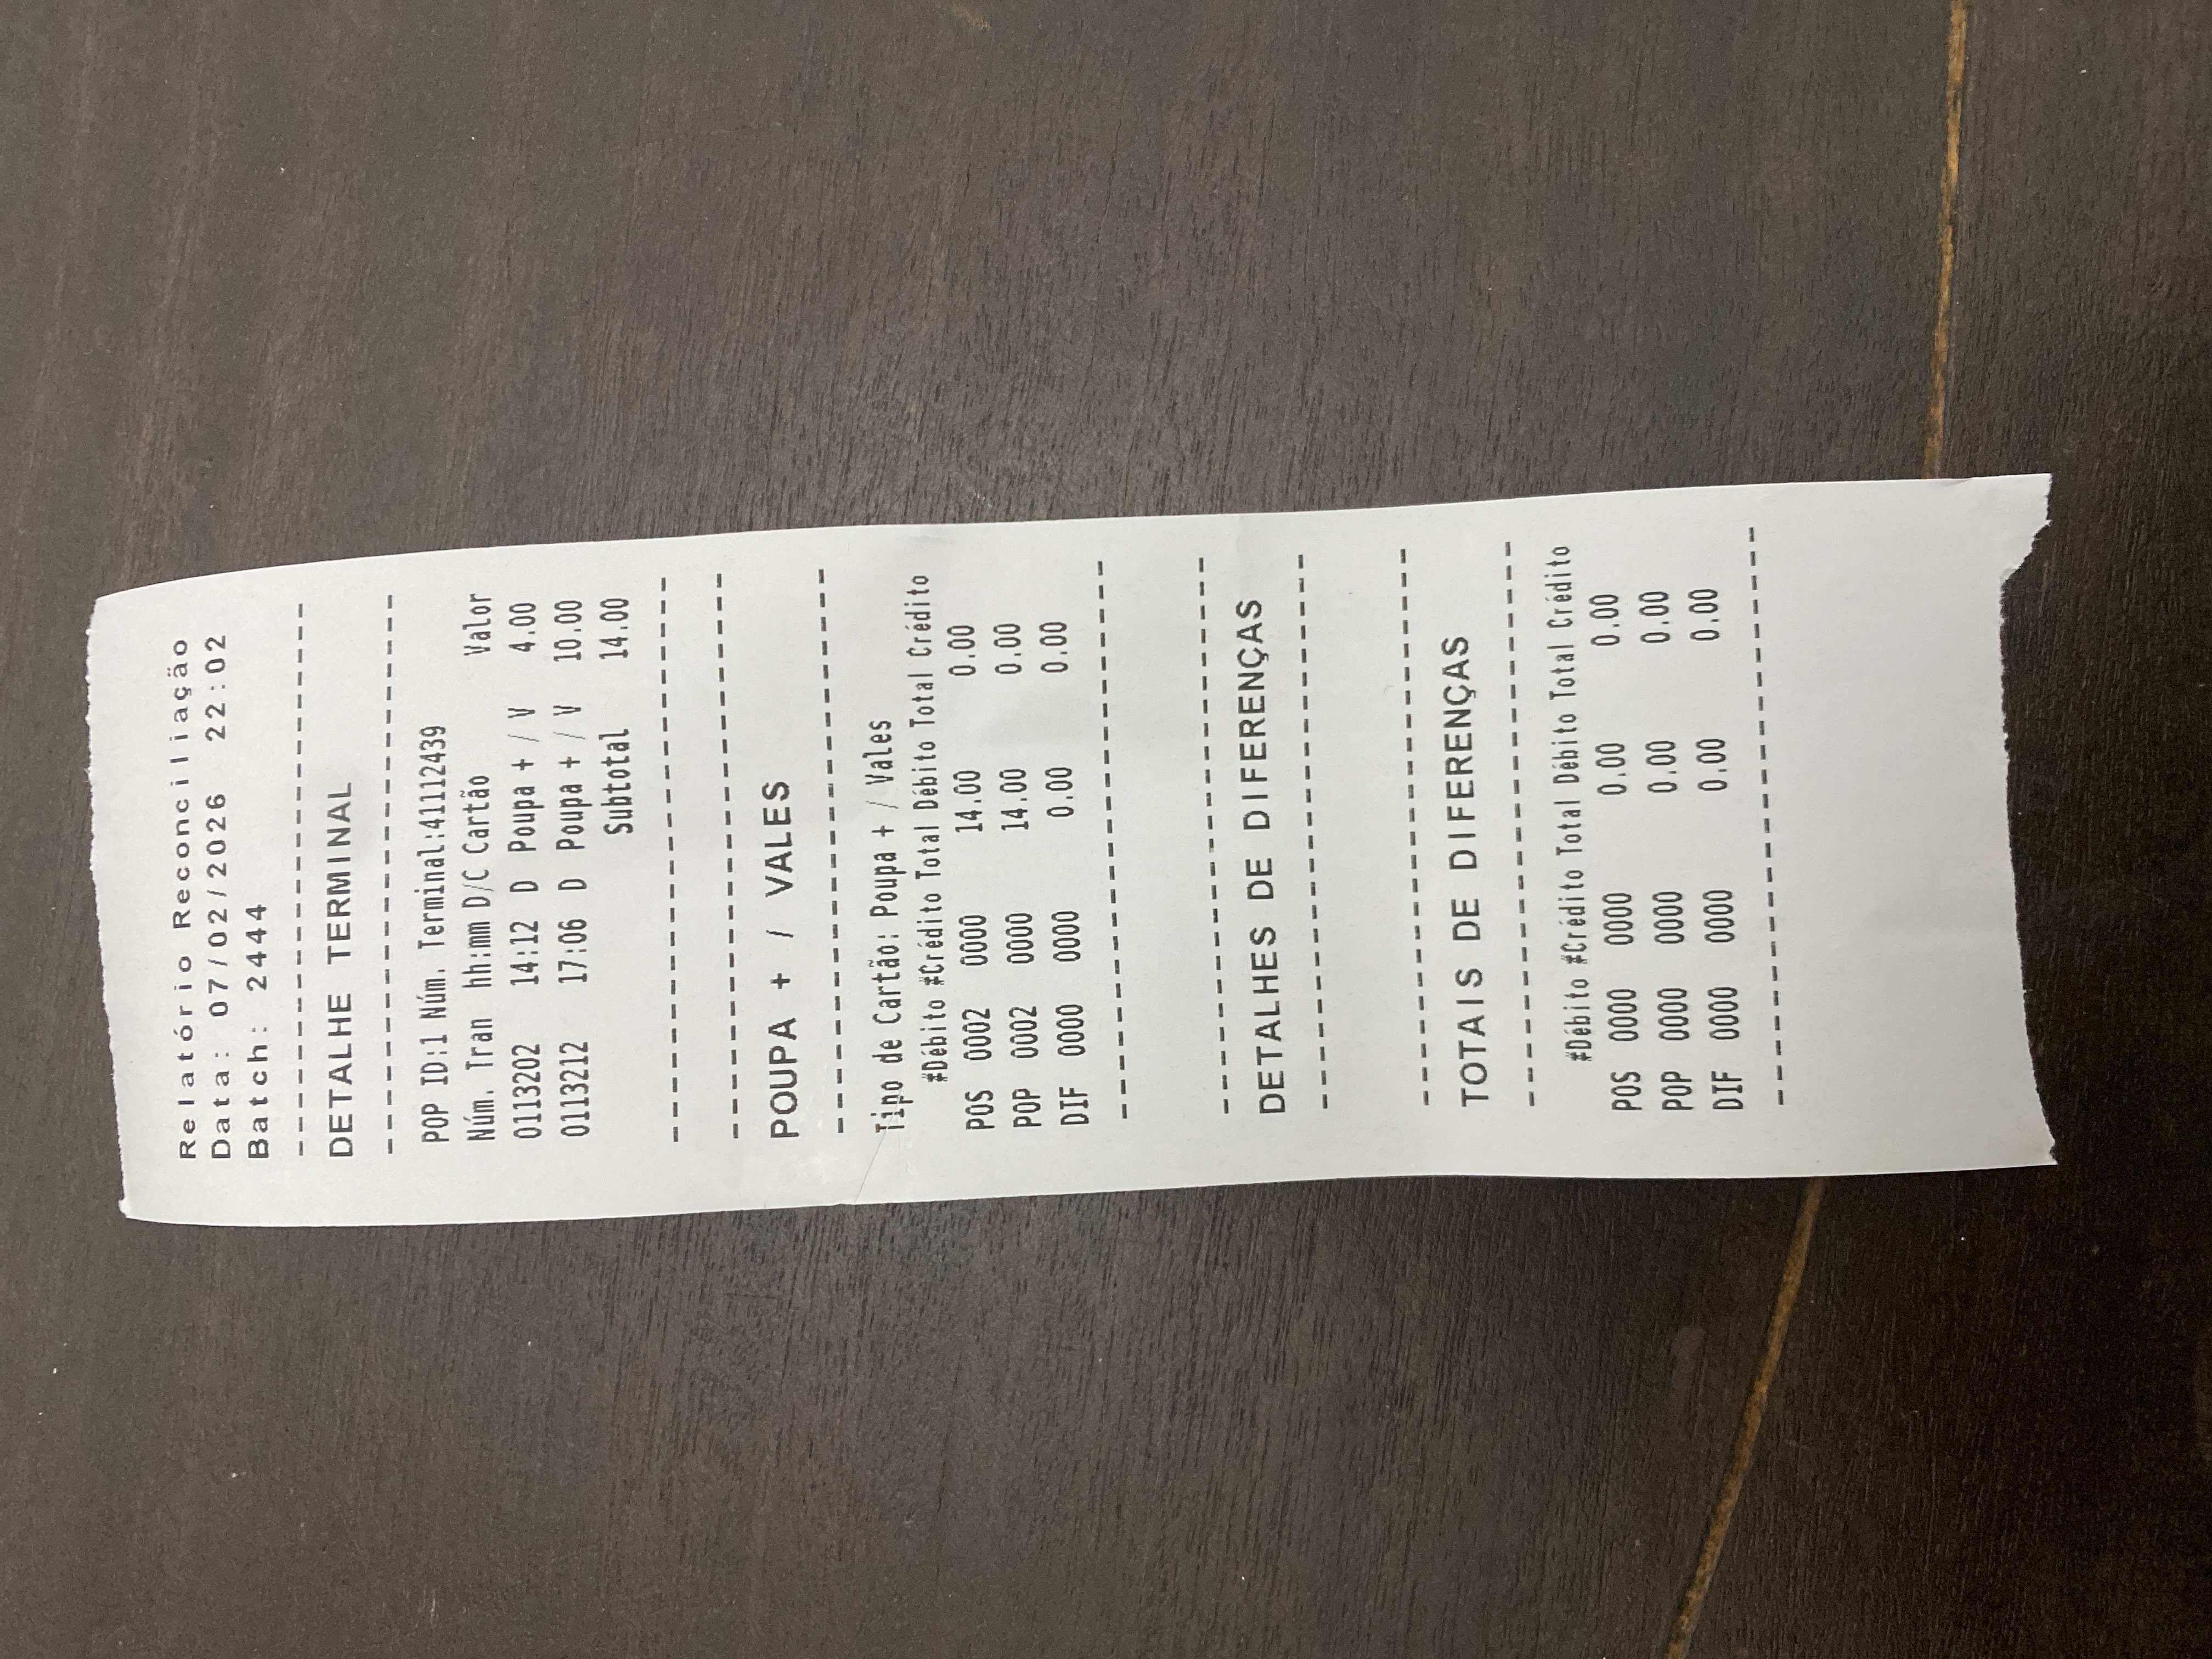 Relatório Reconciliação
Data: 07/02/2026 22:02
Batch: 2444
------------------------------
DETALHE TERMINAL
------------------------------
POP ID:1 Núm. Terminal:41112439
Núm. Tran hh:mm D/C Cartão Valor
0113202 14:12 D Poupa + / V 4.00
0113212 17:06 D Poupa + / V 10.00
Subtotal 14.00
------------------------------
------------------------------
POUPA + / VALES
------------------------------
Tipo de Cartão: Poupa + / Vales
#Débito #Crédito Total Débito Total Crédito
POS 0002 0000 14.00 0.00
POP 0002 0000 14.00 0.00
DIF 0000 0000 0.00 0.00
------------------------------
------------------------------
DETALHES DE DIFERENÇAS
------------------------------
------------------------------
TOTAIS DE DIFERENÇAS
------------------------------
#Débito #Crédito Total Débito Total Crédito
POS 0000 0000 0.00 0.00
POP 0000 0000 0.00 0.00
DIF 0000 0000 0.00 0.00
------------------------------